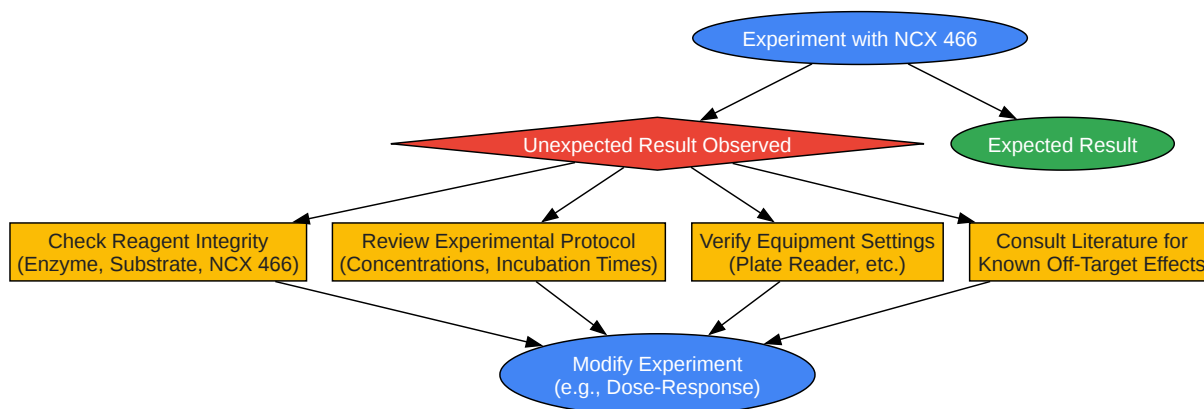 Experiment with NCX 466
Unexpected Result Observed
Expected Result
Check Reagent Integrity
(Enzyme, Substrate, NCX 466)
Review Experimental Protocol
(Concentrations, Incubation Times)
Verify Equipment Settings
(Plate Reader, etc.)
Consult Literature for
Known Off-Target Effects
Modify Experiment
(e.g., Dose-Response)